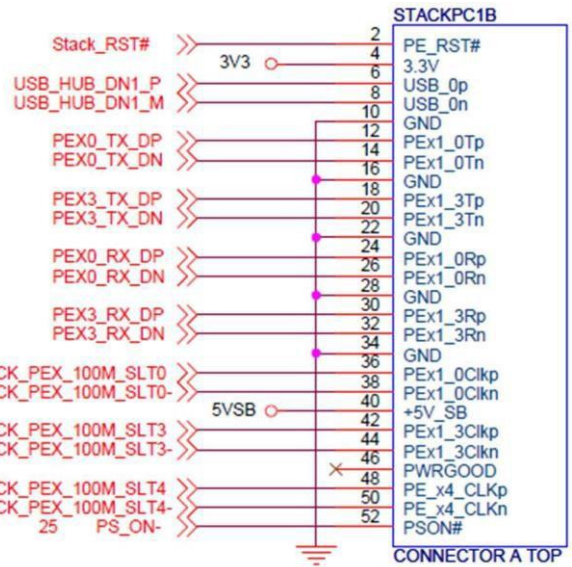 STACKPC1B
Stack_RST# 2 PE_RST#
3V3 4 3.3V
USB_HUB_DN1_P 6 USB_0p
USB_HUB_DN1_M 8 USB_0n
10 GND
PEX0_TX_DP 12 PEx1_0Tp
PEX0_TX_DN 14 PEx1_0Tn
16 GND
PEX3_TX_DP 18 PEx1_3Tp
PEX3_TX_DN 20 PEx1_3Tn
22 GND
PEX0_RX_DP 24 PEx1_0Rp
PEX0_RX_DN 26 PEx1_0Rn
28 GND
PEX3_RX_DP 30 PEx1_3Rp
PEX3_RX_DN 32 PEx1_3Rn
34 GND
CK_PEX_100M_SLT0 36 PEx1_0Clkp
CK_PEX_100M_SLT0- 38 PEx1_0Clkn
5VSB 40 +5V_SB
CK_PEX_100M_SLT3 42 PEx1_3Clkp
CK_PEX_100M_SLT3- 44 PEx1_3Clkn
46 PWRGOOD
CK_PEX_100M_SLT4 48 PE_x4_CLKp
CK_PEX_100M_SLT4- 50 PE_x4_CLKn
25 PS_ON- 52 PSON#
CONNECTOR A TOP